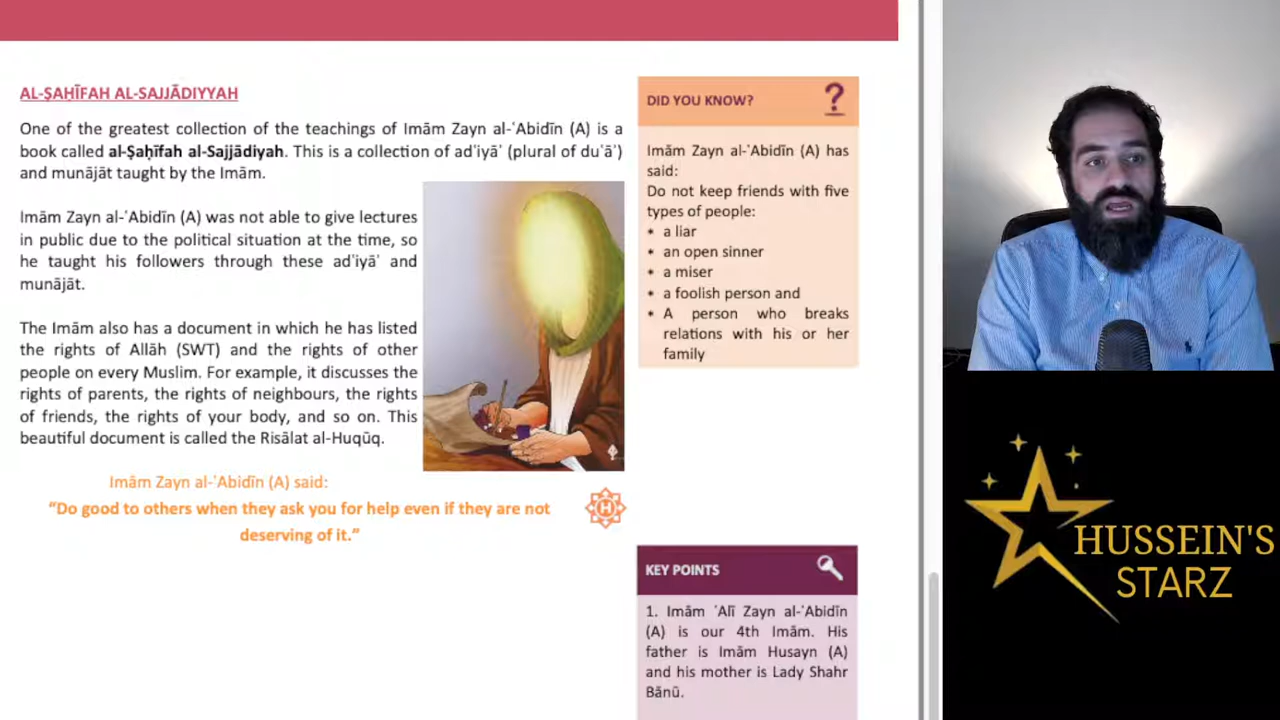 AL-ṢAḤĪFAH AL-SAJJĀDIYYAH
One of the greatest collection of the teachings of Imām Zayn al-ʿAbidīn (A) is a
book called al-Ṣaḥīfah al-Sajjādiyah. This is a collection of adʿiyāʾ (plural of duʿāʾ)
and munājāt taught by the Imām.
Imām Zayn al-ʿAbidīn (A) was not able to give lectures
in public due to the political situation at the time, so
he taught his followers through these adʿiyāʾ and
munājāt.
The Imām also has a document in which he has listed
the rights of Allāh (SWT) and the rights of other
people on every Muslim. For example, it discusses the
rights of parents, the rights of neighbours, the rights
of friends, the rights of your body, and so on. This
beautiful document is called the Risālat al-Huqūq.
Imām Zayn al-ʿAbidīn (A) said:
“Do good to others when they ask you for help even if they are not
deserving of it.”
H
DID YOU KNOW? ?
Imām Zayn al-ʿAbidīn (A) has
said:
Do not keep friends with five
types of people:
• a liar
• an open sinner
• a miser
• a foolish person and
• A person who breaks
relations with his or her
family
KEY POINTS
1. Imām ʿAlī Zayn al-ʿAbidīn
(A) is our 4th Imām. His
father is Imām Husayn (A)
and his mother is Lady Shahr
Bānū.
HUSSEIN'S
STARZ